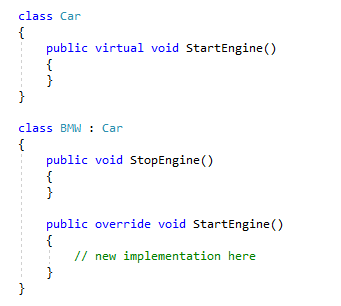 class Car
{
    public virtual void StartEngine()
    {
    }
}
class BMW : Car
{
    public void StopEngine()
    {
    }
    public override void StartEngine()
    {
        // new implementation here
    }
}